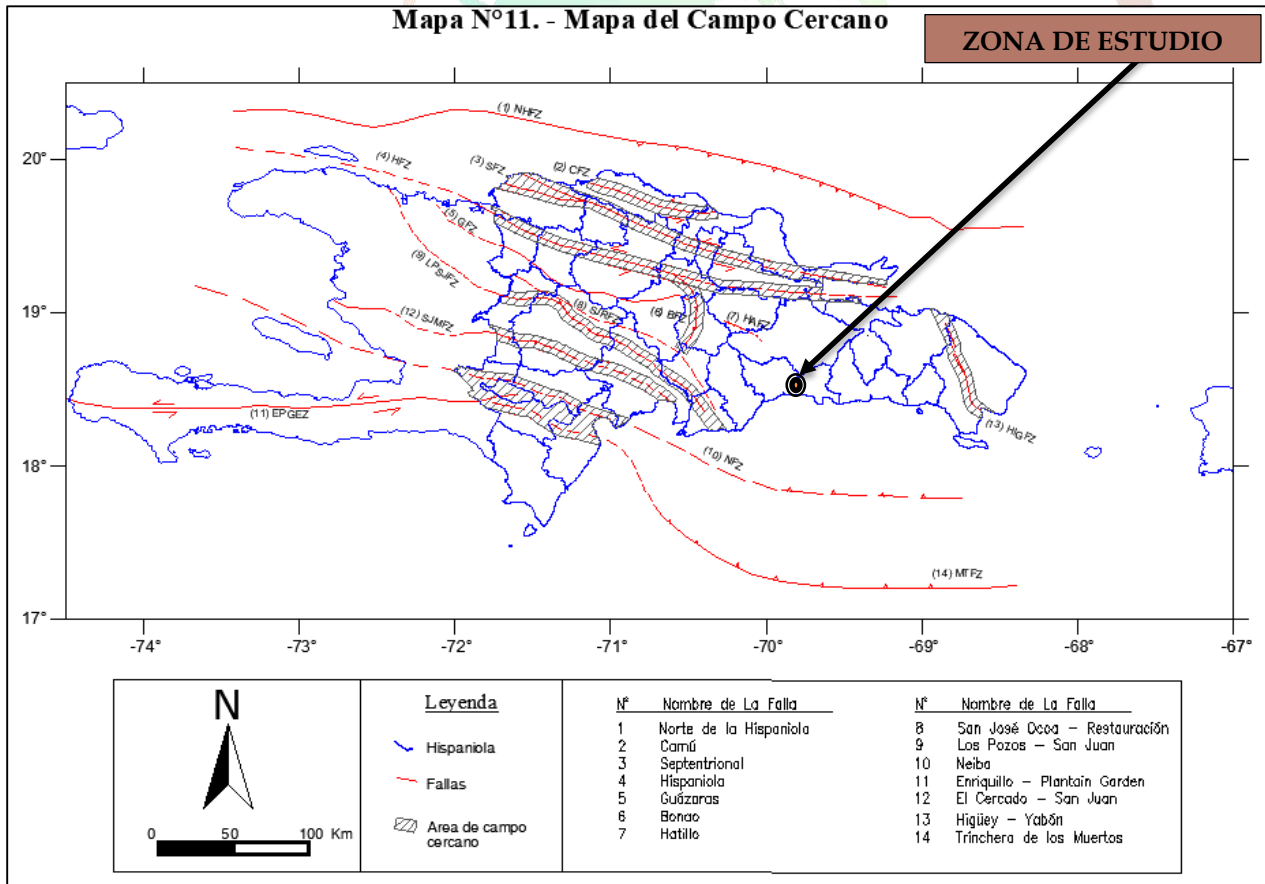 Mapa N°11. - Mapa del Campo Cercano
ZONA DE ESTUDIO
(1) NHFZ
(4) HFZ
(3) SFZ
(2) CFZ
(5) GFZ
(9) LPSJFZ
(8) SJRFZ
(6) BFZ
(7) HAFZ
(12) SJMFZ
(11) EPGEZ
(10) NFZ
(13) HIGFZ
(14) MTFZ
20°
19°
18°
17°
-74° -73° -72° -71° -70° -69° -68° -67°
N
0 50 100 Km
Leyenda
Hispaniola
Fallas
Area de campo
cercano
N° Nombre de La Falla
1 Norte de la Hispaniola
2 Camú
3 Septentrional
4 Hispaniola
5 Guázaras
6 Bonao
7 Hatillo
N° Nombre de La Falla
8 San José Ocoa – Restauración
9 Los Pozos – San Juan
10 Neiba
11 Enriquillo – Plantain Garden
12 El Cercado – San Juan
13 Higüey – Yabón
14 Trinchera de los Muertos